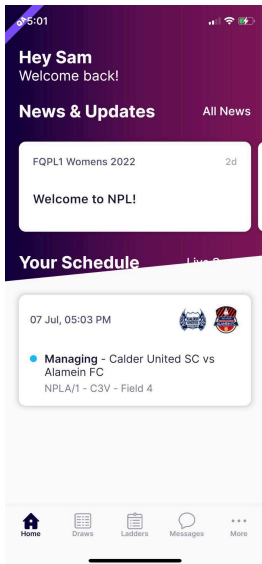 5:01
Hey Sam
Welcome back!
News & Updates
All News
FQPL1 Womens 2022
2d
Welcome to NPL!
Your Schedule
07 Jul, 05:03 PM
Managing - Calder United SC vs
Alamein FC
NPLA/1 - C3V - Field 4
Home
Draws
Ladders
Messages
More